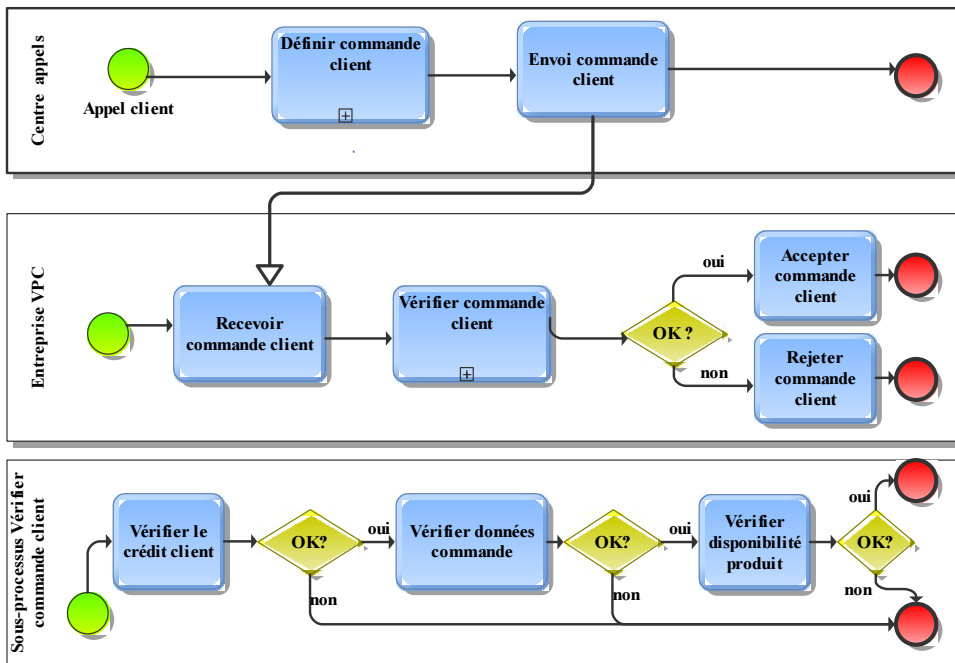 Centre appels
Appel client
Définir commande
client
Envoi commande
client
Entreprise VPC
Recevoir
commande client
Vérifier commande
client
OK ?
oui
non
Accepter
commande
client
Rejeter
commande
client
Sous-processus Vérifier
commande client
Vérifier le
crédit client
OK?
oui
non
Vérifier données
commande
OK?
oui
non
Vérifier
disponibilité
produit
OK?
oui
non